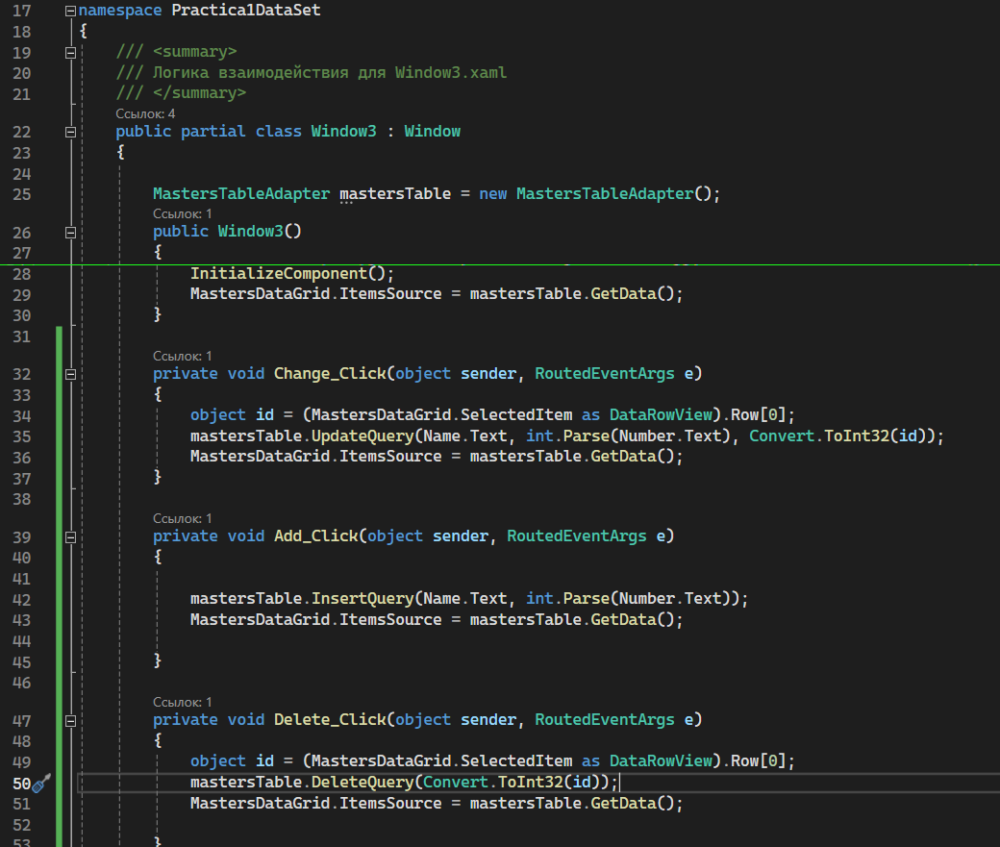 17 namespace Practica1DataSet
18 {
19 /// <summary>
20 /// Логика взаимодействия для Window3.xaml
21 /// </summary>
Ссылок: 4
22 public partial class Window3 : Window
23 {
24
25 MastersTableAdapter mastersTable = new MastersTableAdapter();
Ссылок: 1
26 public Window3()
27 {
28 InitializeComponent();
29 MastersDataGrid.ItemsSource = mastersTable.GetData();
30 }
31
Ссылок: 1
32 private void Change_Click(object sender, RoutedEventArgs e)
33 {
34 object id = (MastersDataGrid.SelectedItem as DataRowView).Row[0];
35 mastersTable.UpdateQuery(Name.Text, int.Parse(Number.Text), Convert.ToInt32(id));
36 MastersDataGrid.ItemsSource = mastersTable.GetData();
37 }
38
Ссылок: 1
39 private void Add_Click(object sender, RoutedEventArgs e)
40 {
41
42 mastersTable.InsertQuery(Name.Text, int.Parse(Number.Text));
43 MastersDataGrid.ItemsSource = mastersTable.GetData();
44
45 }
46
Ссылок: 1
47 private void Delete_Click(object sender, RoutedEventArgs e)
48 {
49 object id = (MastersDataGrid.SelectedItem as DataRowView).Row[0];
50 mastersTable.DeleteQuery(Convert.ToInt32(id));
51 MastersDataGrid.ItemsSource = mastersTable.GetData();
52
53 }